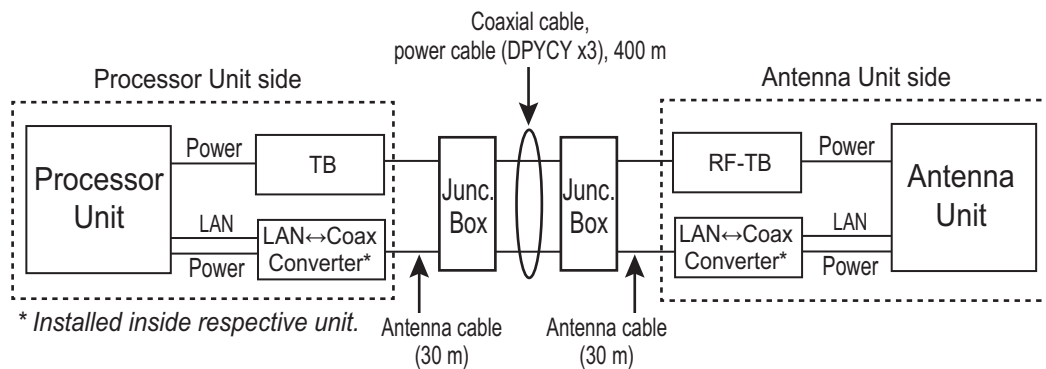 Coaxial cable,
power cable (DPYCY x3), 400 m
Processor Unit side
Antenna Unit side
Processor
Unit
Power
TB
LAN
Power
LAN↔Coax
Converter*
Junc.
Box
Junc.
Box
RF-TB
Power
LAN↔Coax
Converter*
LAN
Power
Antenna
Unit
* Installed inside respective unit.
Antenna cable
(30 m)
Antenna cable
(30 m)